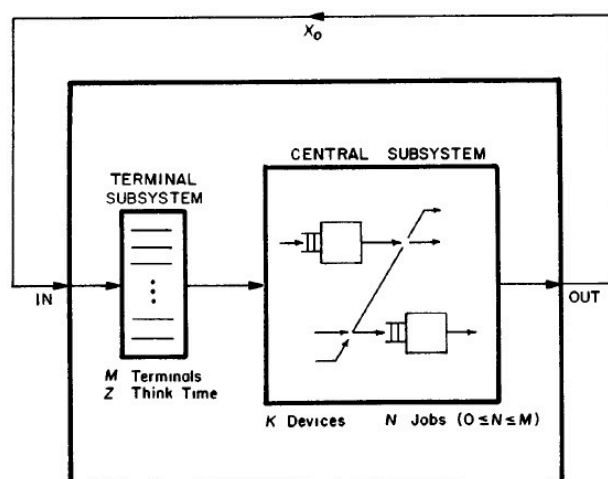 X₀
CENTRAL SUBSYSTEM
TERMINAL
SUBSYSTEM
IN
OUT
M Terminals
Z Think Time
K Devices N Jobs (0 ≤ N ≤ M)